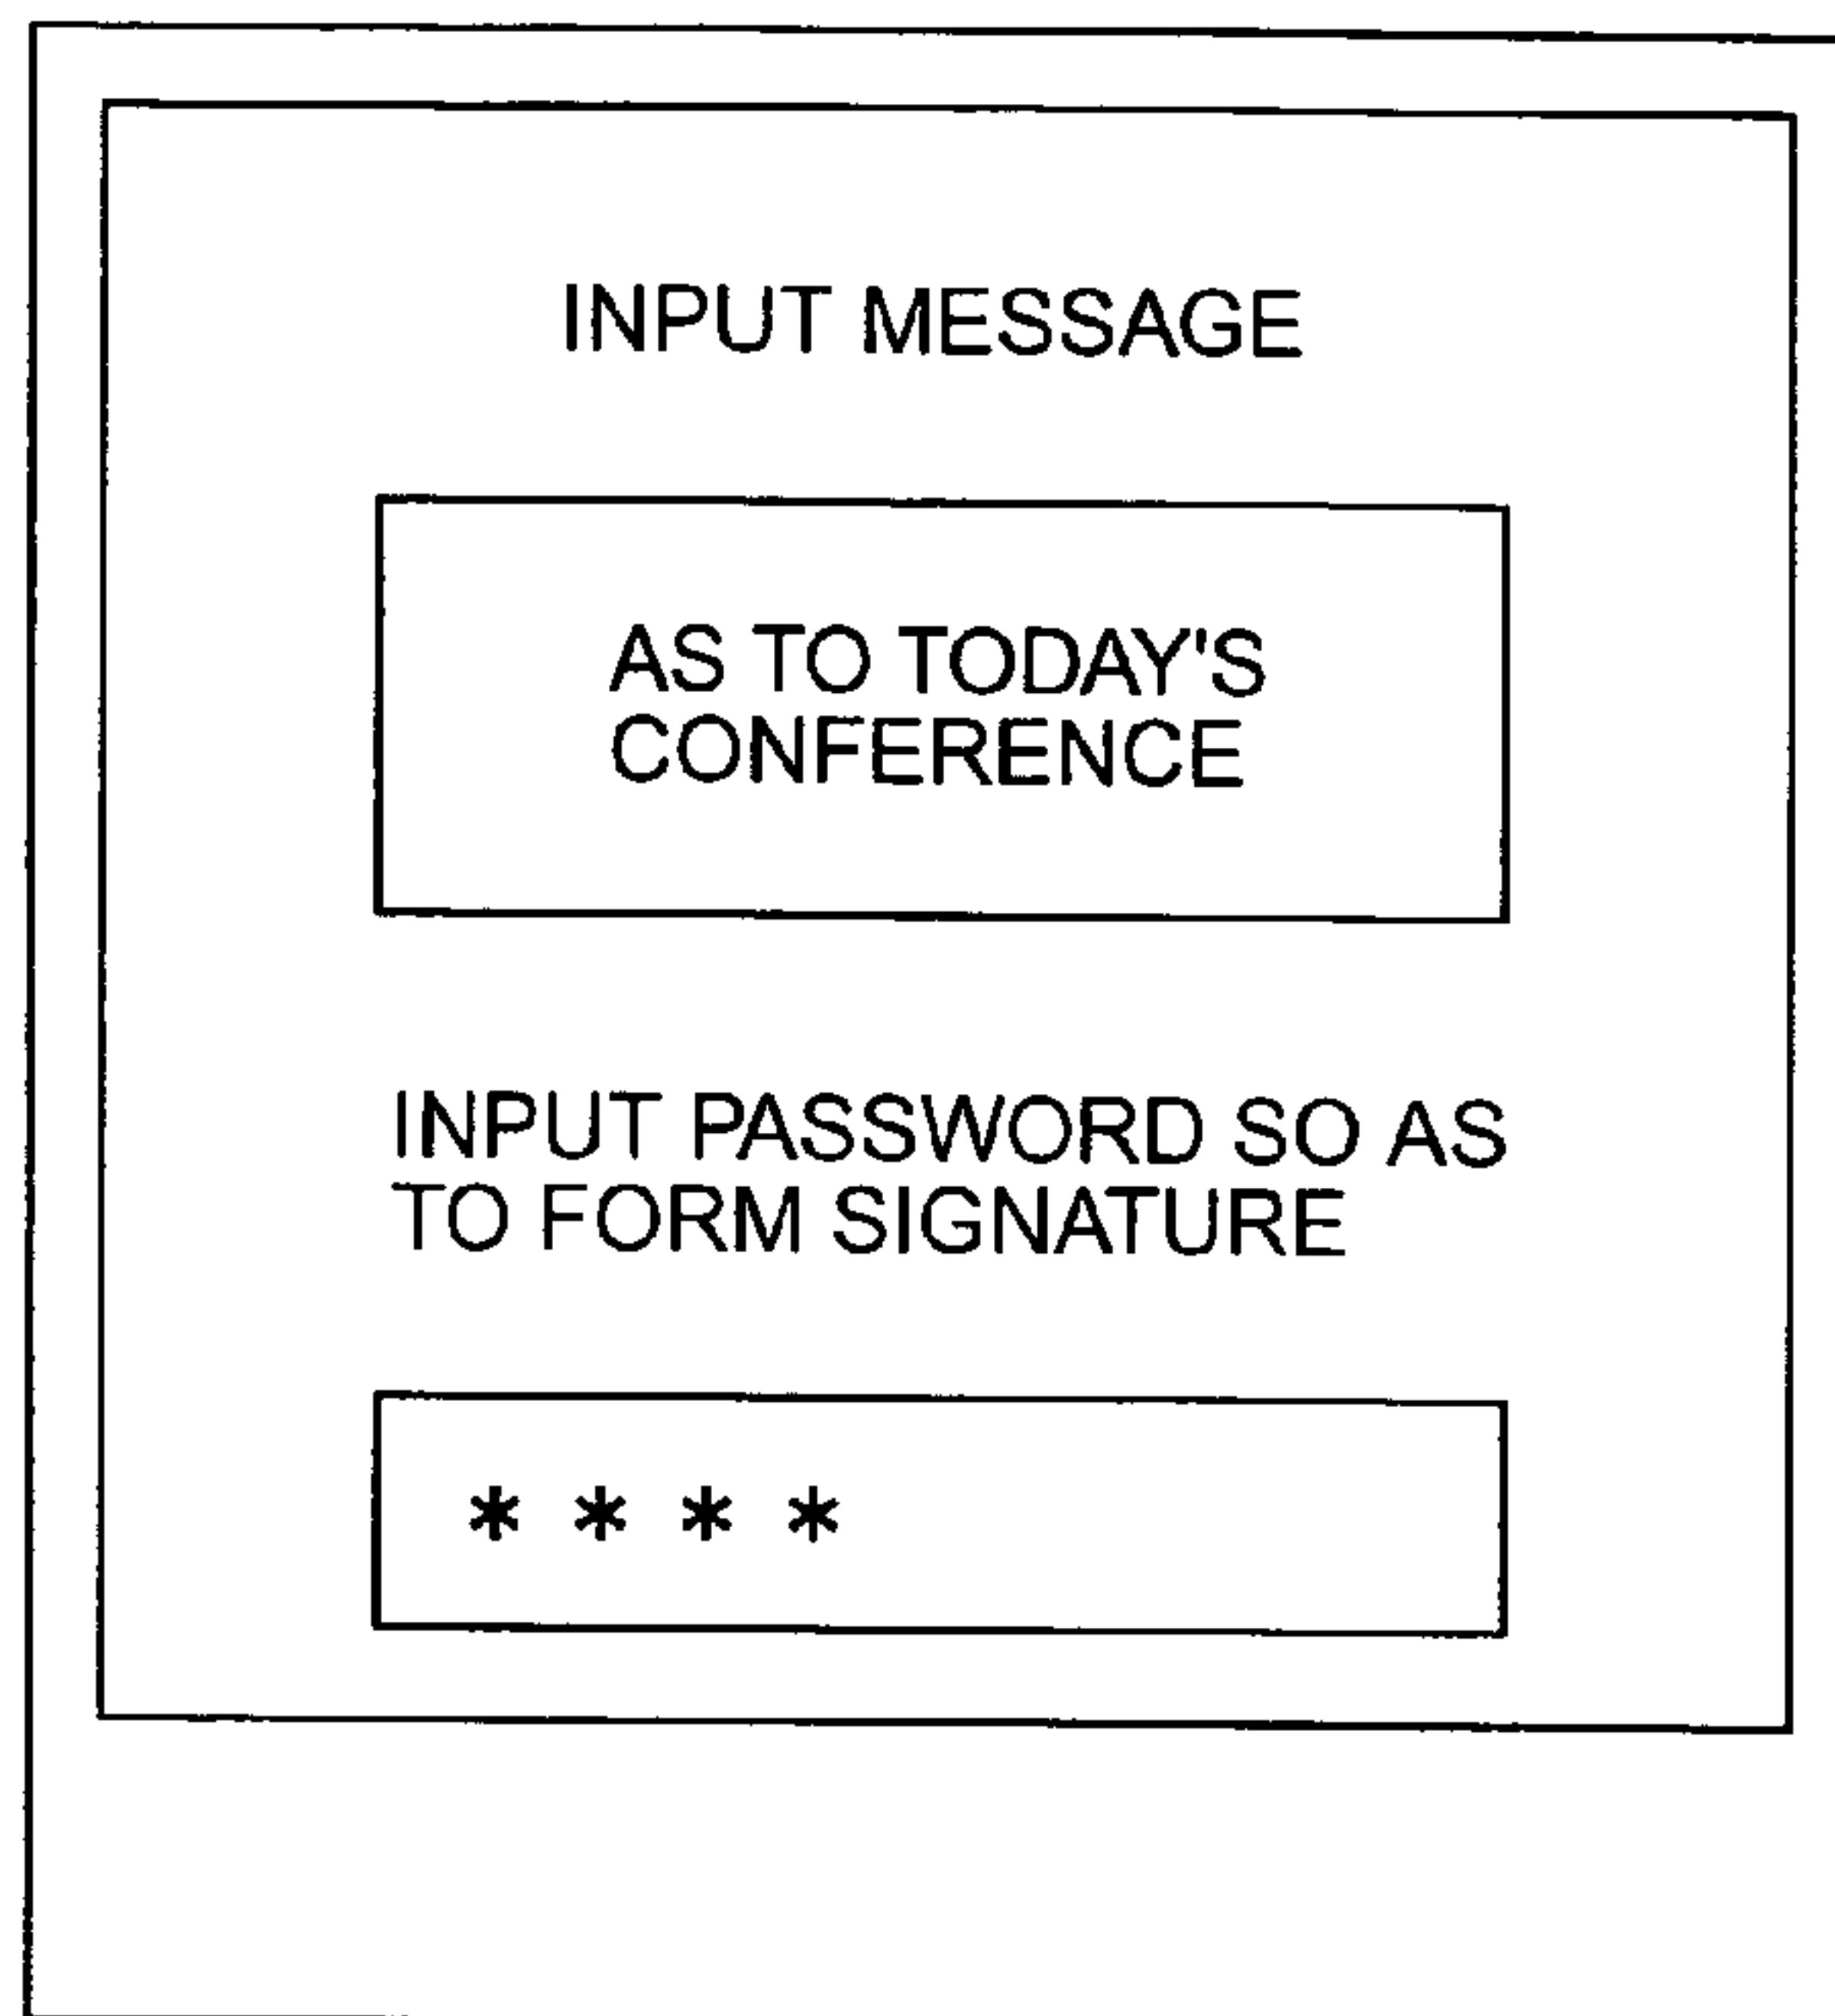 INPUT MESSAGE
AS TO TODAY'S
CONFERENCE
INPUT PASSWORD SO AS
TO FORM SIGNATURE
* * * *